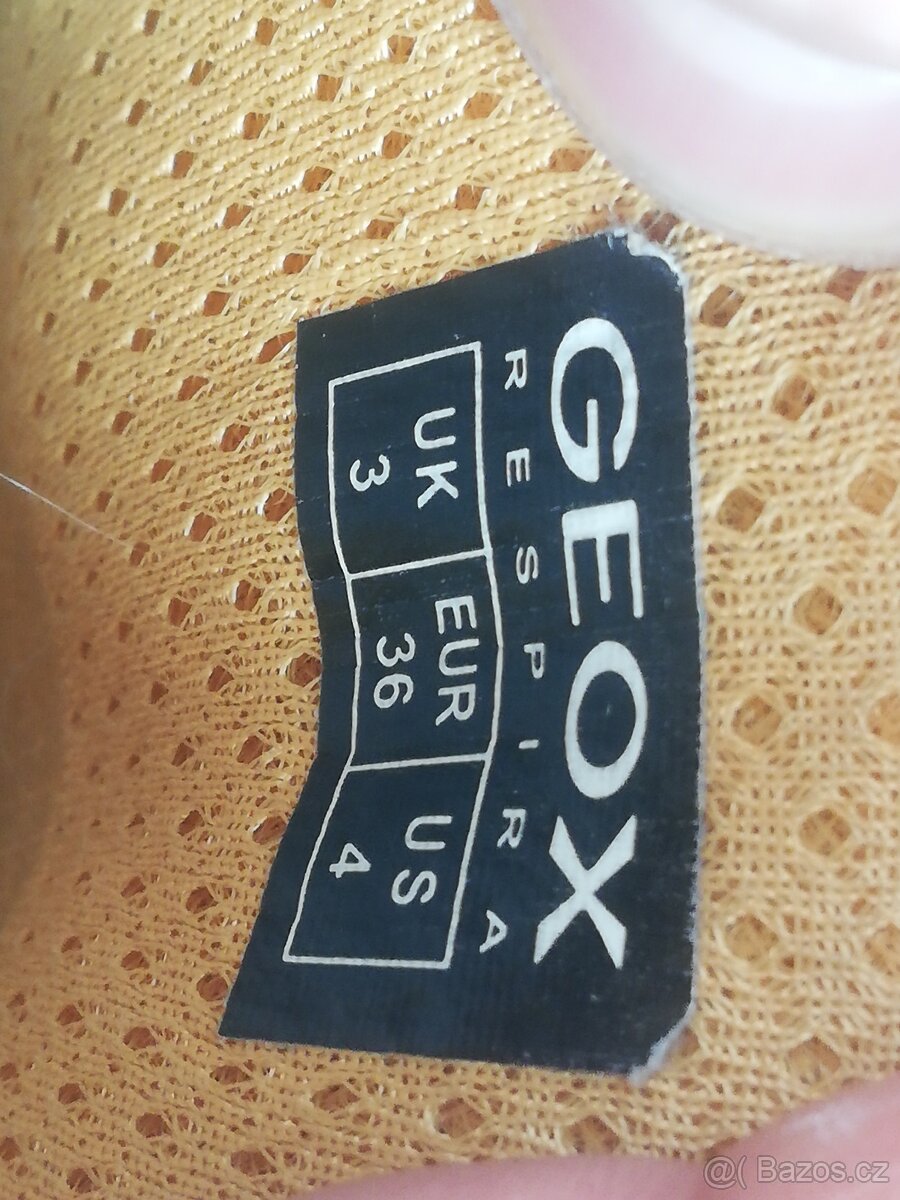 GEOX
RESPIRA
UK EUR US
3 36 4
@( Bazos.cz